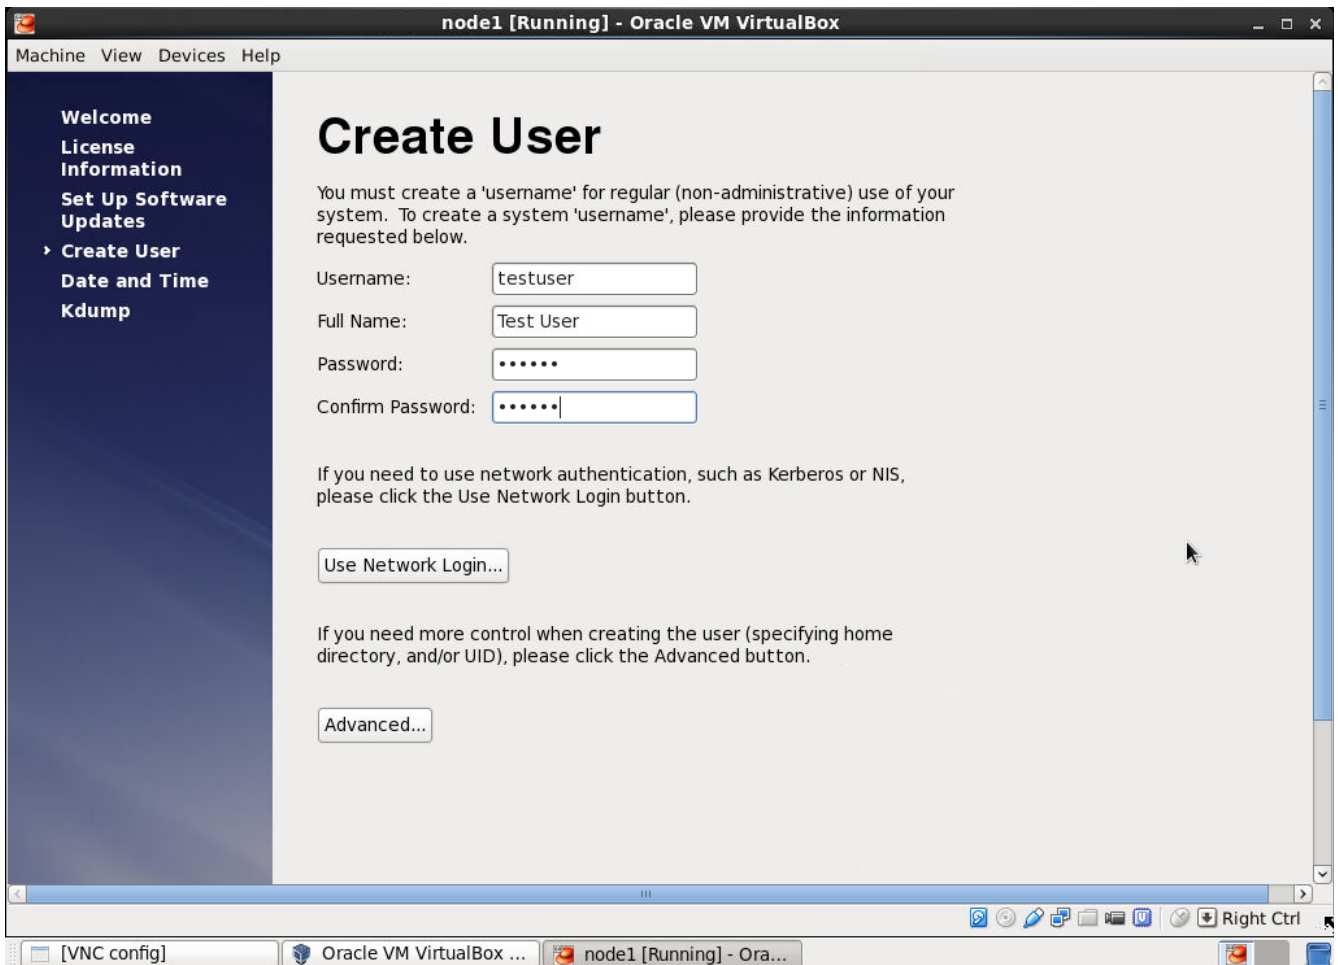 node1 [Running] - Oracle VM VirtualBox
Machine View Devices Help
Welcome
License
Information
Set Up Software
Updates
Create User
Date and Time
Kdump
Create User
You must create a 'username' for regular (non-administrative) use of your
system.  To create a system 'username', please provide the information
requested below.
Username: testuser
Full Name: Test User
Password: ••••••
Confirm Password: ••••••
If you need to use network authentication, such as Kerberos or NIS,
please click the Use Network Login button.
Use Network Login...
If you need more control when creating the user (specifying home
directory, and/or UID), please click the Advanced button.
Advanced...
Right Ctrl
[VNC config] Oracle VM VirtualBox ... node1 [Running] - Ora...